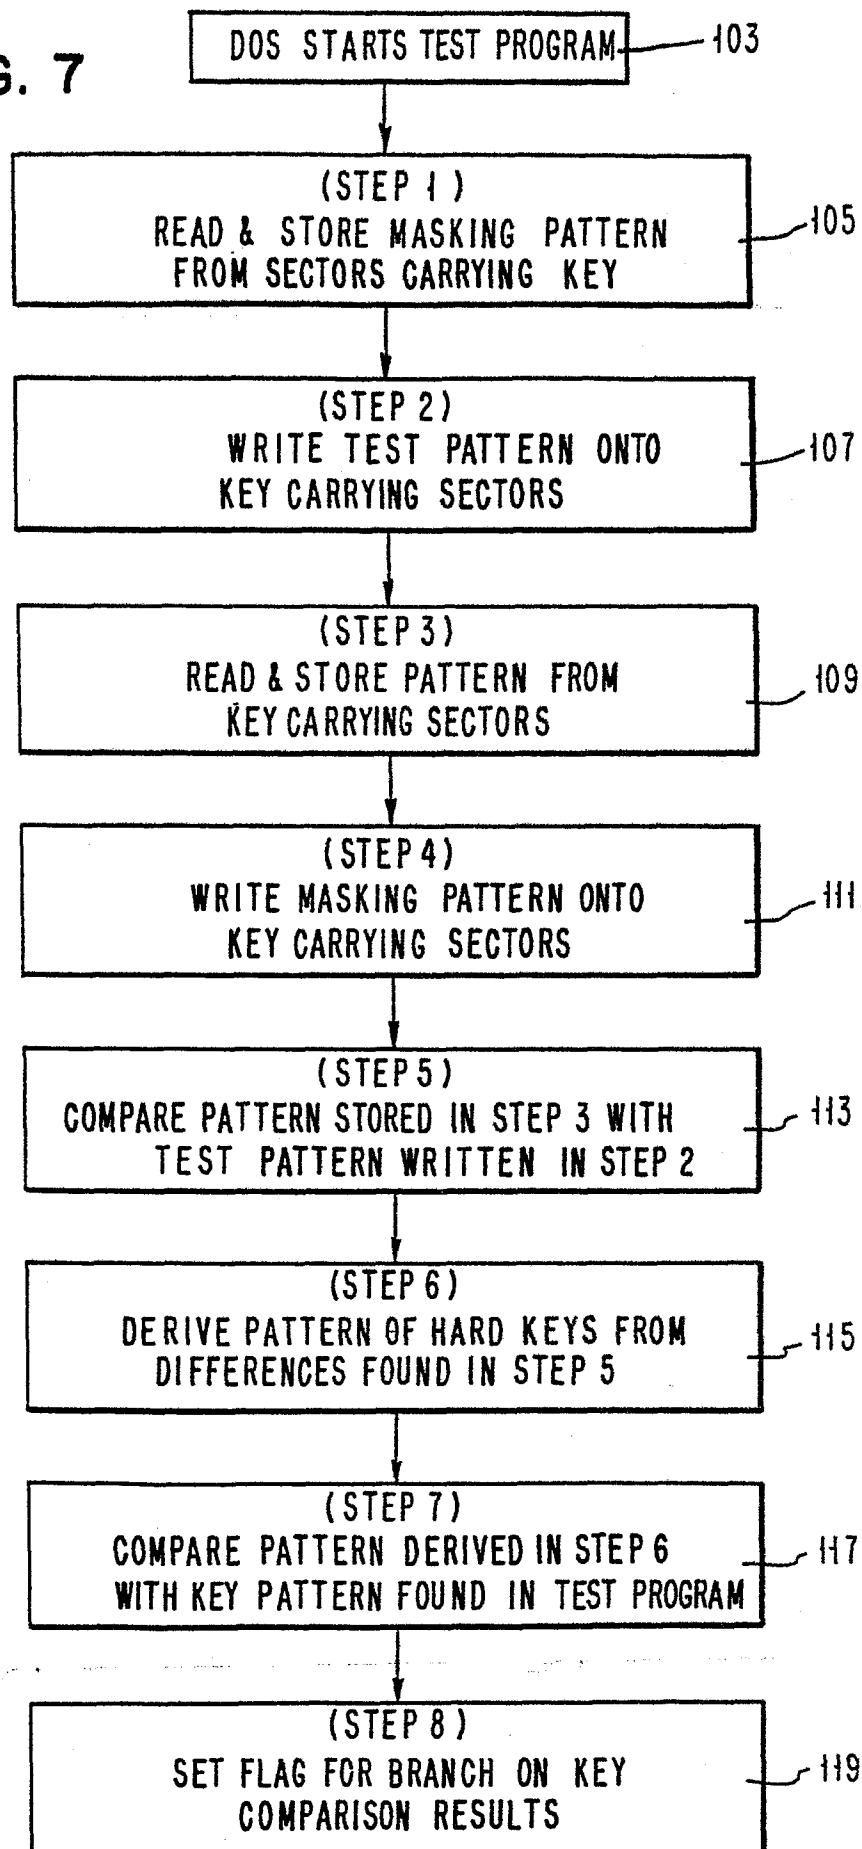 G. 7
DOS STARTS TEST PROGRAM
103
(STEP 1)
READ & STORE MASKING PATTERN
FROM SECTORS CARRYING KEY
105
(STEP 2)
WRITE TEST PATTERN ONTO
KEY CARRYING SECTORS
107
(STEP 3)
READ & STORE PATTERN FROM
KEY CARRYING SECTORS
109
(STEP 4)
WRITE MASKING PATTERN ONTO
KEY CARRYING SECTORS
111
(STEP 5)
COMPARE PATTERN STORED IN STEP 3 WITH
TEST PATTERN WRITTEN IN STEP 2
113
(STEP 6)
DERIVE PATTERN OF HARD KEYS FROM
DIFFERENCES FOUND IN STEP 5
115
(STEP 7)
COMPARE PATTERN DERIVED IN STEP 6
WITH KEY PATTERN FOUND IN TEST PROGRAM
117
(STEP 8)
SET FLAG FOR BRANCH ON KEY
COMPARISON RESULTS
119